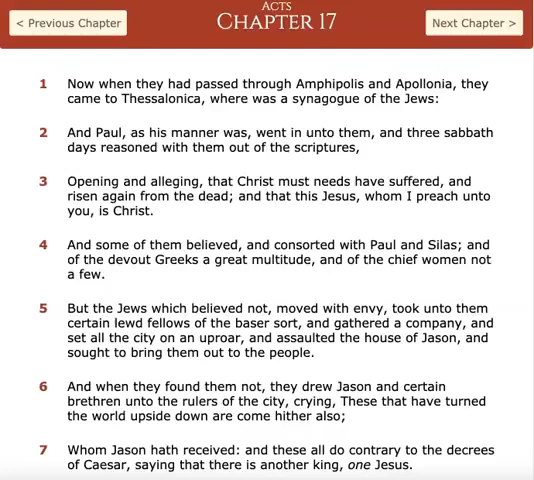 ACTS
< Previous Chapter
CHAPTER 17
Next Chapter >
1 Now when they had passed through Amphipolis and Apollonia, they
came to Thessalonica, where was a synagogue of the Jews:
2 And Paul, as his manner was, went in unto them, and three sabbath
days reasoned with them out of the scriptures,
3 Opening and alleging, that Christ must needs have suffered, and
risen again from the dead; and that this Jesus, whom I preach unto
you, is Christ.
4 And some of them believed, and consorted with Paul and Silas; and
of the devout Greeks a great multitude, and of the chief women not
a few.
5 But the Jews which believed not, moved with envy, took unto them
certain lewd fellows of the baser sort, and gathered a company, and
set all the city on an uproar, and assaulted the house of Jason, and
sought to bring them out to the people.
6 And when they found them not, they drew Jason and certain
brethren unto the rulers of the city, crying, These that have turned
the world upside down are come hither also;
7 Whom Jason hath received: and these all do contrary to the decrees
of Caesar, saying that there is another king, one Jesus.